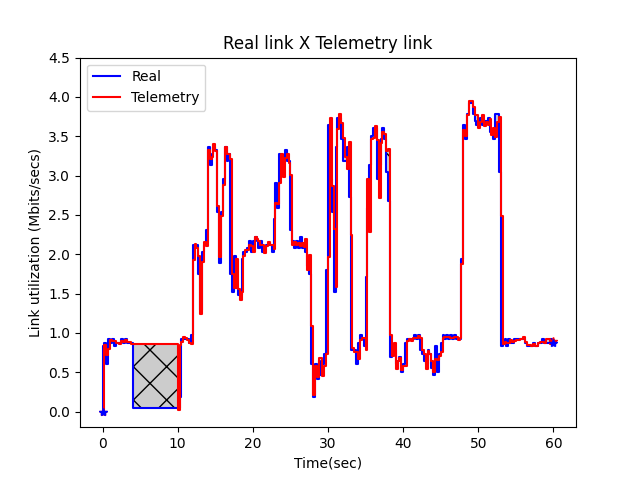 Real link X Telemetry link
Link utilization (Mbits/secs)
4.5
4.0
3.5
3.0
2.5
2.0
1.5
1.0
0.5
0.0
Real
Telemetry
0 10 20 30 40 50 60
Time(sec)